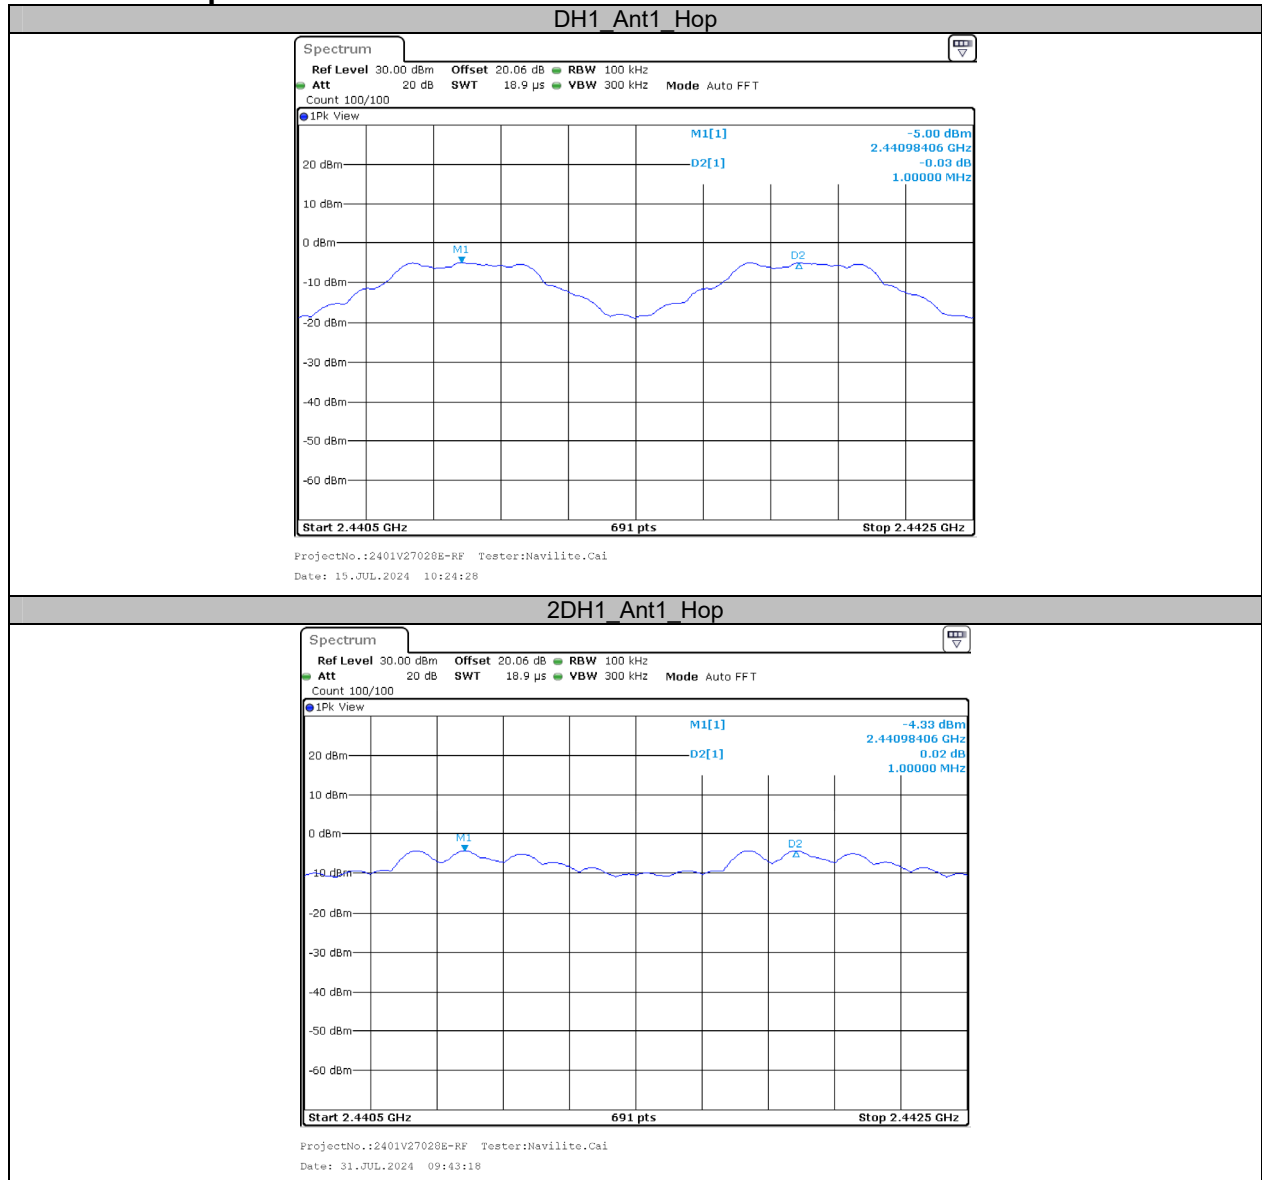 DH1_Ant1_Hop
Spectrum
Ref Level 30.00 dBm Offset 20.06 dB RBW 100 kHz
Att 20 dB SWT 18.9 µs VBW 300 kHz Mode Auto FFT
Count 100/100
1Pk View
M1[1] -5.00 dBm
2.44098406 GHz
20 dBm D2[1] -0.03 dB
1.00000 MHz
10 dBm
0 dBm
M1
D2
-10 dBm
-20 dBm
-30 dBm
-40 dBm
-50 dBm
-60 dBm
Start 2.4405 GHz 691 pts Stop 2.4425 GHz
ProjectNo.:2401V27028E-RF Tester:Navilite.Cai
Date: 15.JUL.2024 10:24:28
2DH1_Ant1_Hop
Spectrum
Ref Level 30.00 dBm Offset 20.06 dB RBW 100 kHz
Att 20 dB SWT 18.9 µs VBW 300 kHz Mode Auto FFT
Count 100/100
1Pk View
M1[1] -4.33 dBm
2.44098406 GHz
20 dBm D2[1] 0.02 dB
1.00000 MHz
10 dBm
0 dBm
M1
D2
-10 dBm
-20 dBm
-30 dBm
-40 dBm
-50 dBm
-60 dBm
Start 2.4405 GHz 691 pts Stop 2.4425 GHz
ProjectNo.:2401V27028E-RF Tester:Navilite.Cai
Date: 31.JUL.2024 09:43:18